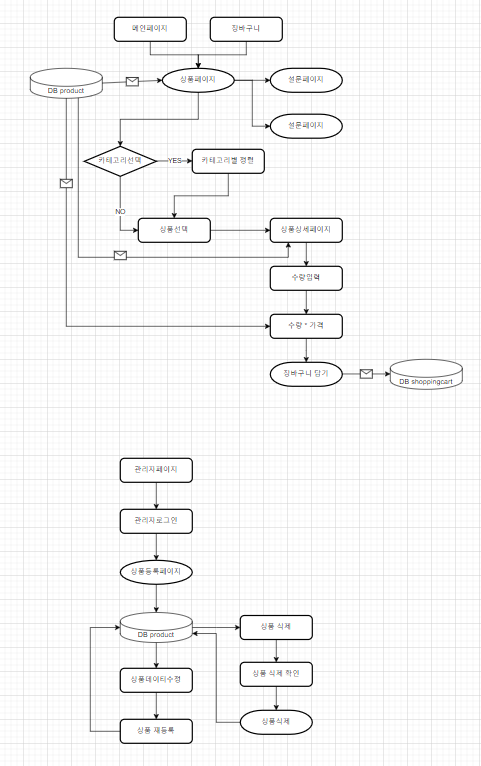 메인페이지
장바구니
DB product
상품페이지
설문페이지
설문페이지
카테고리선택
YES
카테고리별 정렬
NO
상품선택
상품상세페이지
수량입력
수량 * 가격
장바구니 담기
DB shoppingcart
관리자페이지
관리자로그인
상품등록페이지
DB product
상품 삭제
상품데이터수정
상품 삭제 확인
상품 재등록
상품삭제